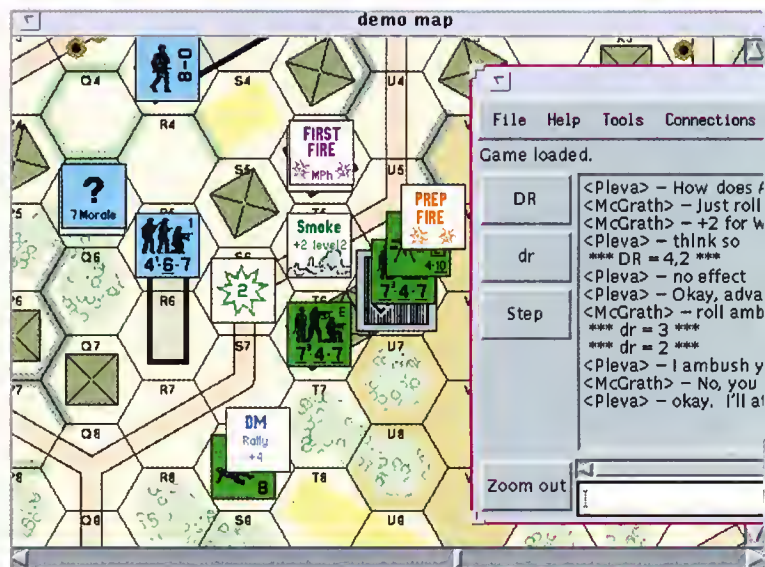 demo map
8-0
Q4
S4
U4
R4
FIRST
FIRE
MPh
S5
U5
?
7 Morale
1
4 6-7
PREP
FIRE
Smoke
+2 level2
4-10
7 4-7
Q6
S6
2
R6
E
7 4-7
Q7
S7
U7
R7
T7
DM
Rally
+4
Q8
U8
8
R8
T8
S8
File Help Tools Connections
Game loaded.
DR
dr
Step
Zoom out
<Pleva> – How does
<McGrath> – Just roll
<McGrath> – +2 for
<Pleva> – think so
*** DR = 4,2 ***
<Pleva> – no effect
<Pleva> – Okay, adva
<McGrath> – roll amb
*** dr = 3 ***
*** dr = 2 ***
<Pleva> – I ambush y
<McGrath> – No, you
<Pleva> – okay. I'll at